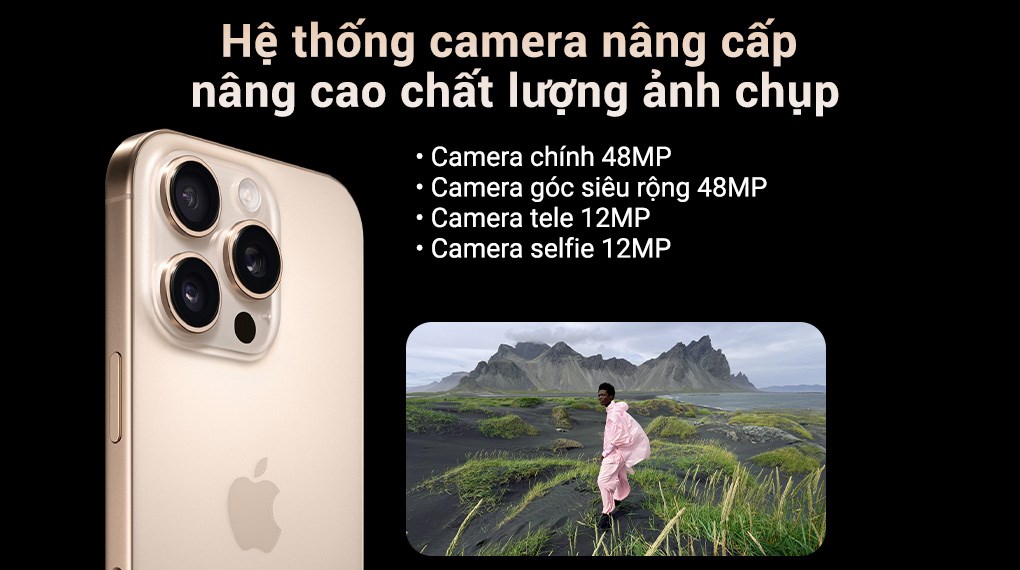 Hệ thống camera nâng cấp
nâng cao chất lượng ảnh chụp
• Camera chính 48MP
• Camera góc siêu rộng 48MP
• Camera tele 12MP
• Camera selfie 12MP